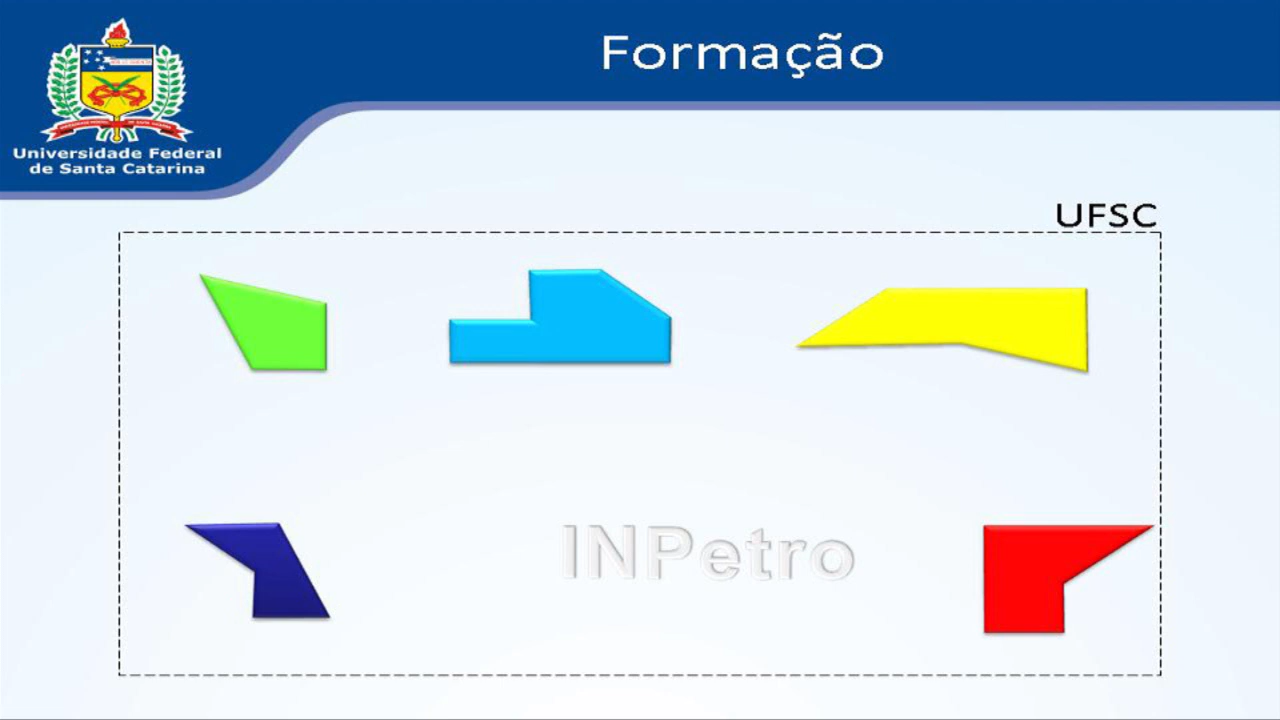 Formação
Universidade Federal
de Santa Catarina
UFSC
INPetro